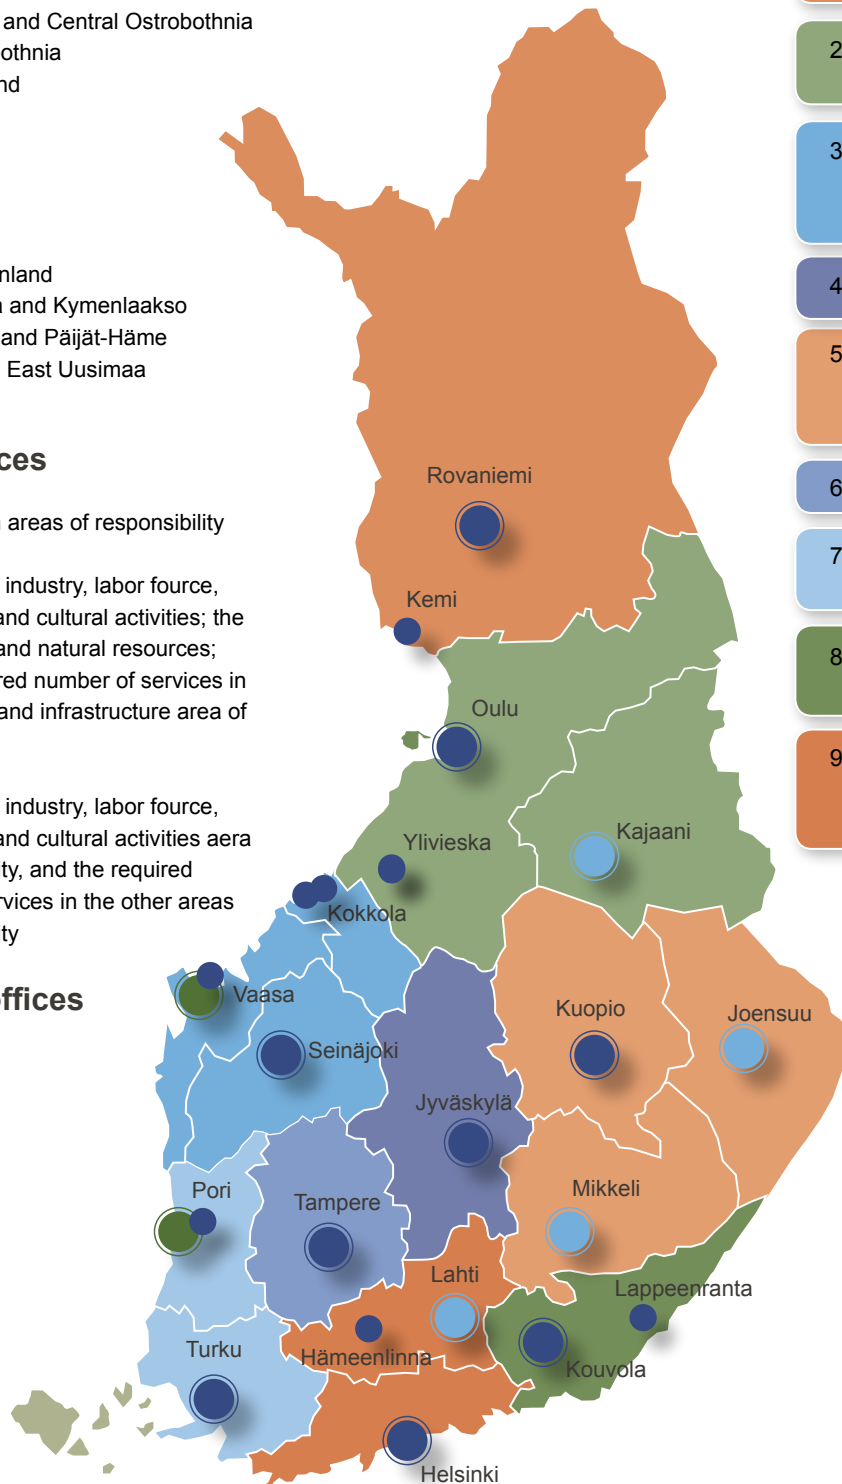 and Central Ostrobothnia
othnia
nd
nland
and Kymenlaakso
and Päijät-Häme
East Uusimaa
ces
areas of responsibility
industry, labor fource,
and cultural activities; the
and natural resources;
red number of services in
and infrastructure area of
industry, labor fource,
and cultural activities aera
ity, and the required
rvices in the other areas
ity
offices
2
3
4
5
6
7
8
9
Rovaniemi
Kemi
Oulu
Ylivieska
Kajaani
Kokkola
Vaasa
Seinäjoki
Kuopio
Joensuu
Jyväskylä
Pori
Tampere
Mikkeli
Lahti
Lappeenranta
Turku
Hämeenlinna
Kouvola
Helsinki